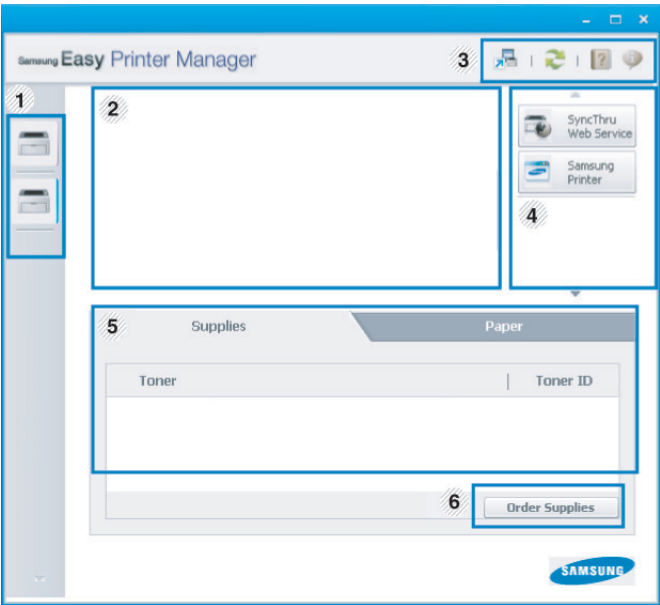 Samsung Easy Printer Manager
3
?
1
2
SyncThru
Web Service
Samsung
Printer
4
5
Supplies
Paper
Toner
Toner ID
6
Order Supplies
SAMSUNG